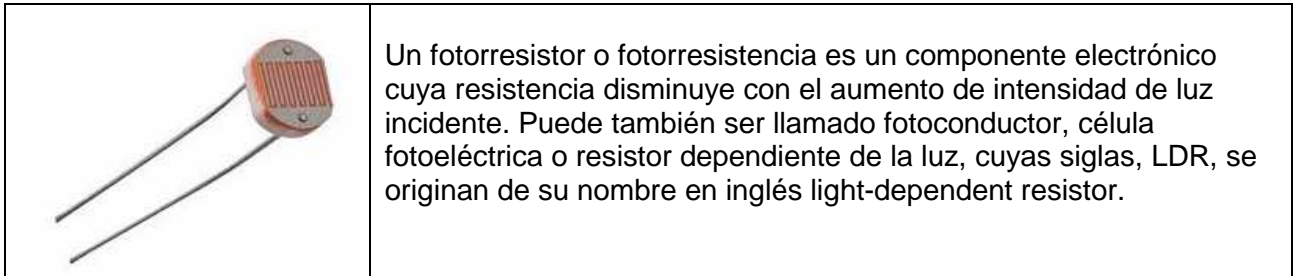 Un fotorresistor o fotorresistencia es un componente electrónico
cuya resistencia disminuye con el aumento de intensidad de luz
incidente. Puede también ser llamado fotoconductor, célula
fotoeléctrica o resistor dependiente de la luz, cuyas siglas, LDR, se
originan de su nombre en inglés light-dependent resistor.